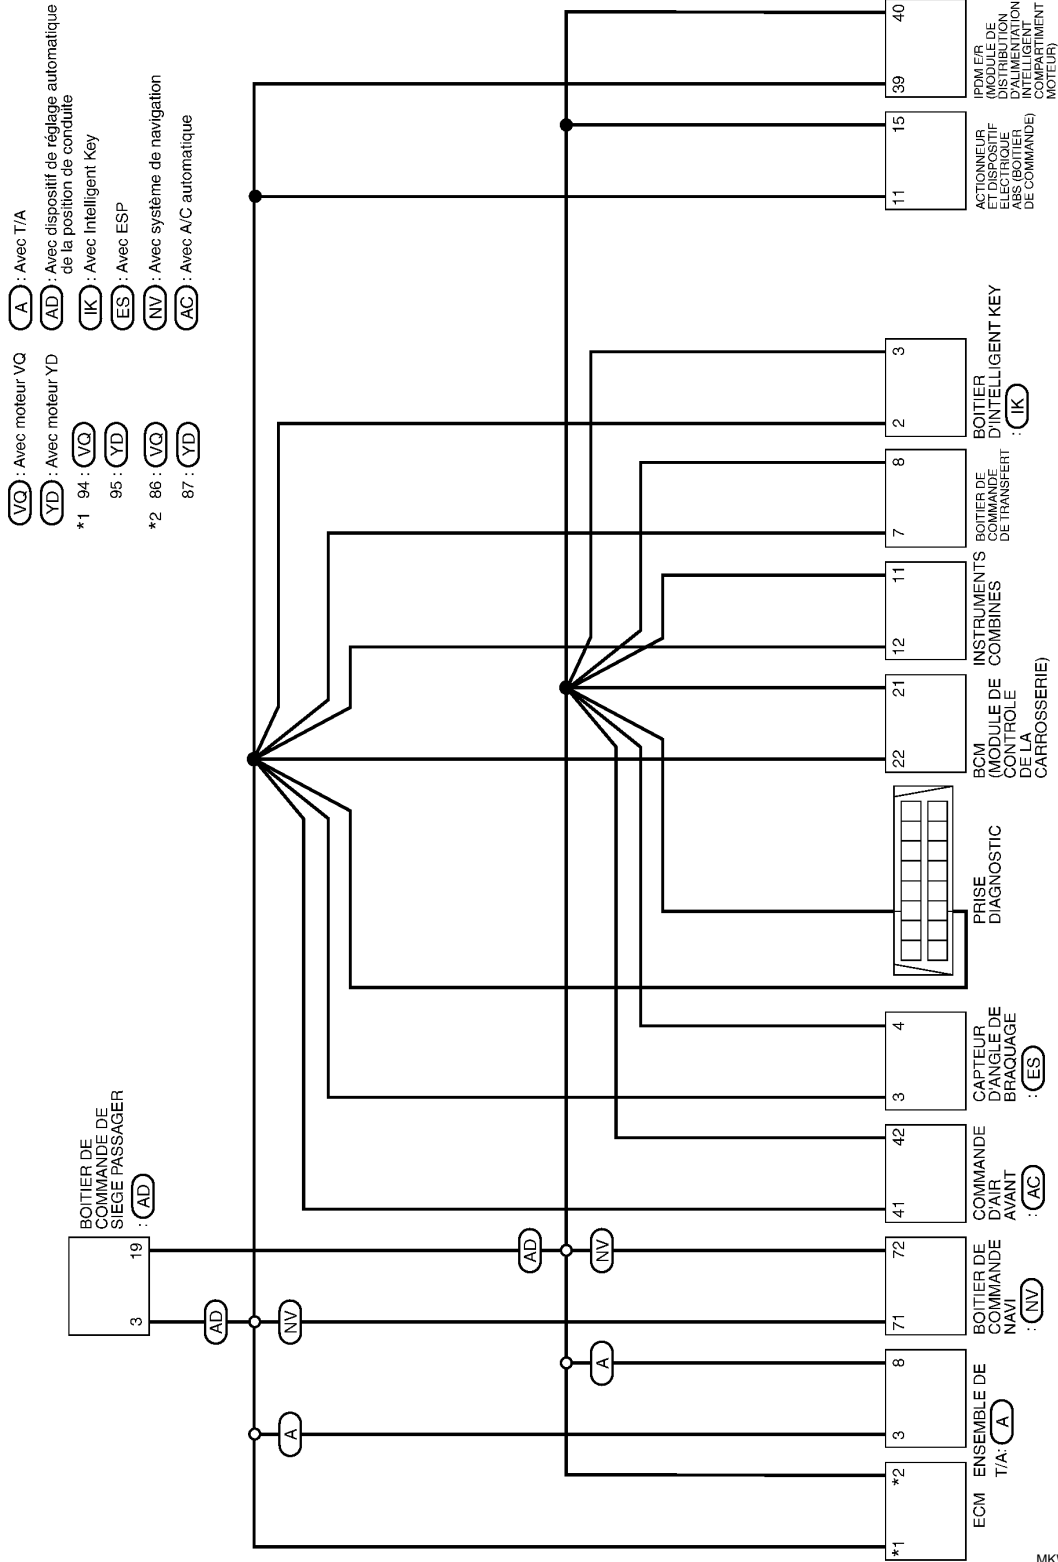 VQ : Avec moteur VQ
YD : Avec moteur YD
*1 94 : VQ
95 : YD
*2 86 : VQ
87 : YD
A : Avec T/A
AD : Avec dispositif de réglage automatique
de la position de conduite
IK : Avec Intelligent Key
ES : Avec ESP
NV : Avec système de navigation
AC : Avec A/C automatique
BOITIER DE
COMMANDE DE
SIEGE PASSAGER
: AD
3 19
AD
NV
A
AD
NV
A
*1 *2
ECM
3 8
ENSEMBLE DE
T/A: A
71 72
BOITIER DE
COMMANDE
NAVI
: NV
41 42
COMMANDE
D'AIR
AVANT
: AC
3 4
CAPTEUR
D'ANGLE DE
BRAQUAGE
: ES
PRISE
DIAGNOSTIC
22 21
BCM
(MODULE DE
CONTROLE
DE LA
CARROSSERIE)
12 11
INSTRUMENTS
COMBINES
7 8
BOITIER DE
COMMANDE
DE TRANSFERT
2 3
BOITIER
D'INTELLIGENT KEY
: IK
11 15
ACTIONNEUR
ET DISPOSITIF
ELECTRIQUE
ABS (BOITIER
DE COMMANDE)
39 40
IPDM E/R
(MODULE DE
DISTRIBUTION
D'ALIMENTATION
INTELLIGENT
COMPARTIMENT
MOTEUR)